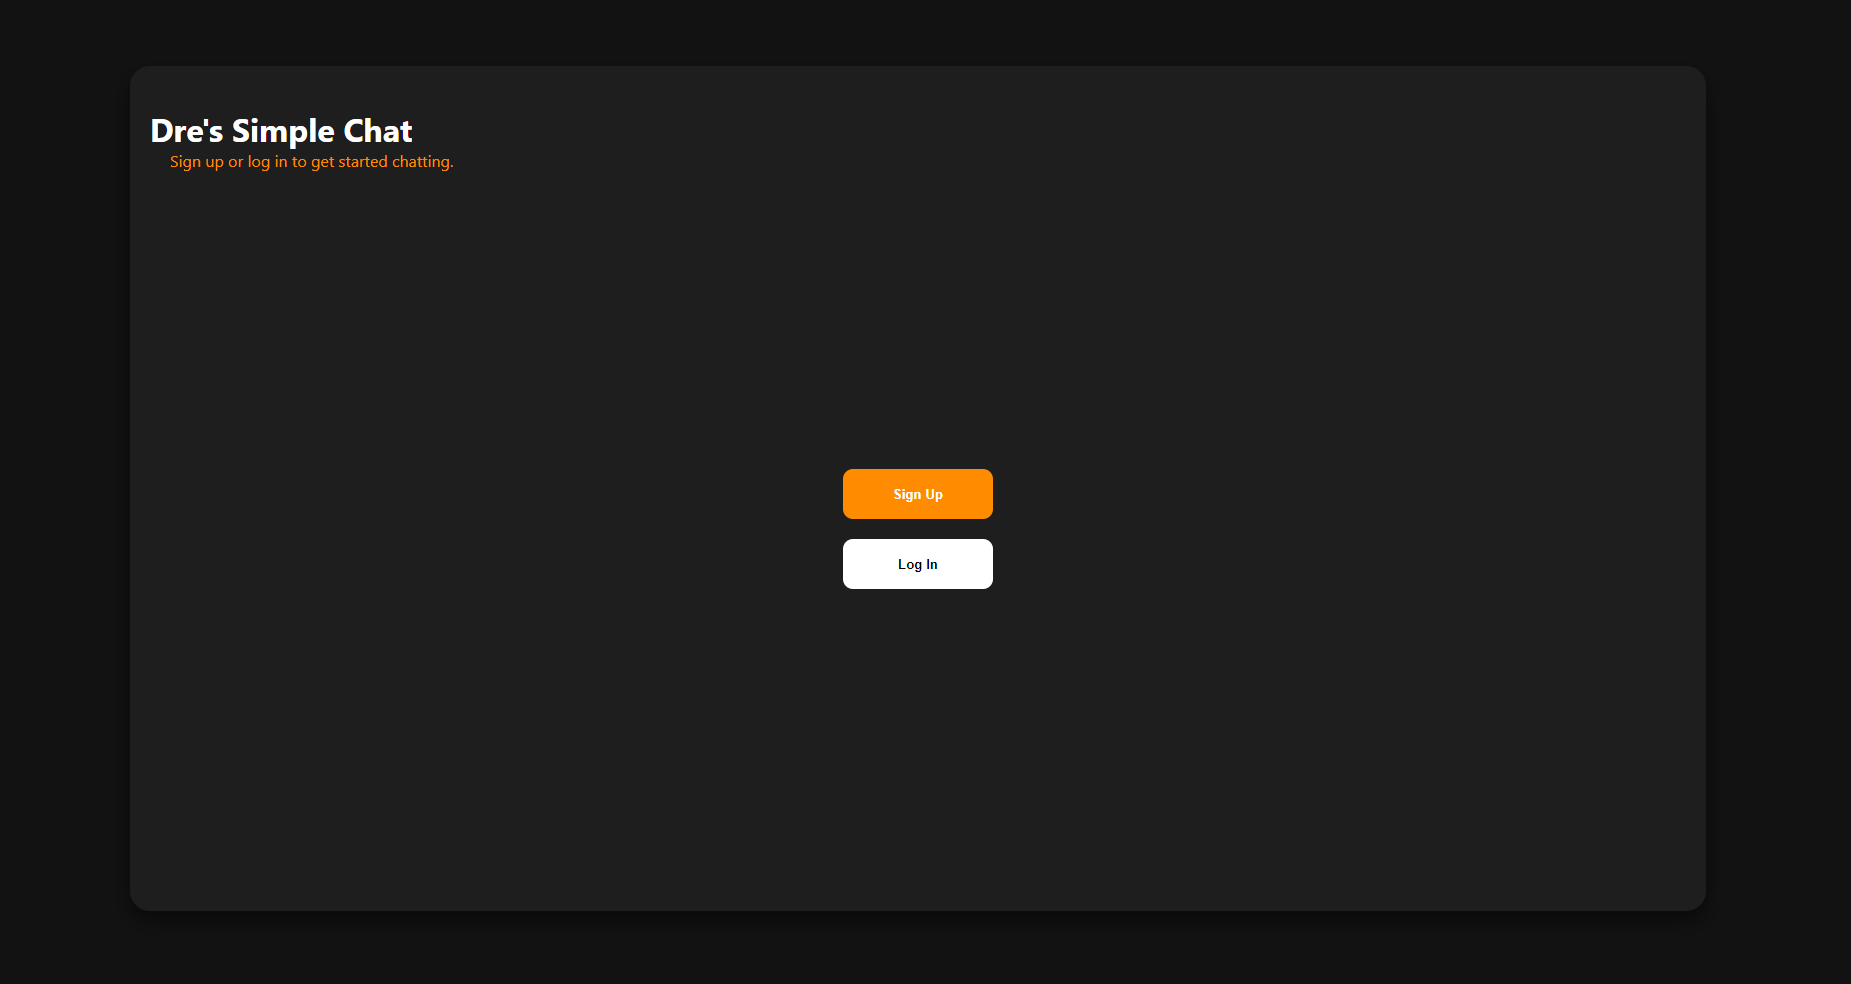 Dre's Simple Chat
Sign up or log in to get started chatting.
Sign Up
Log In